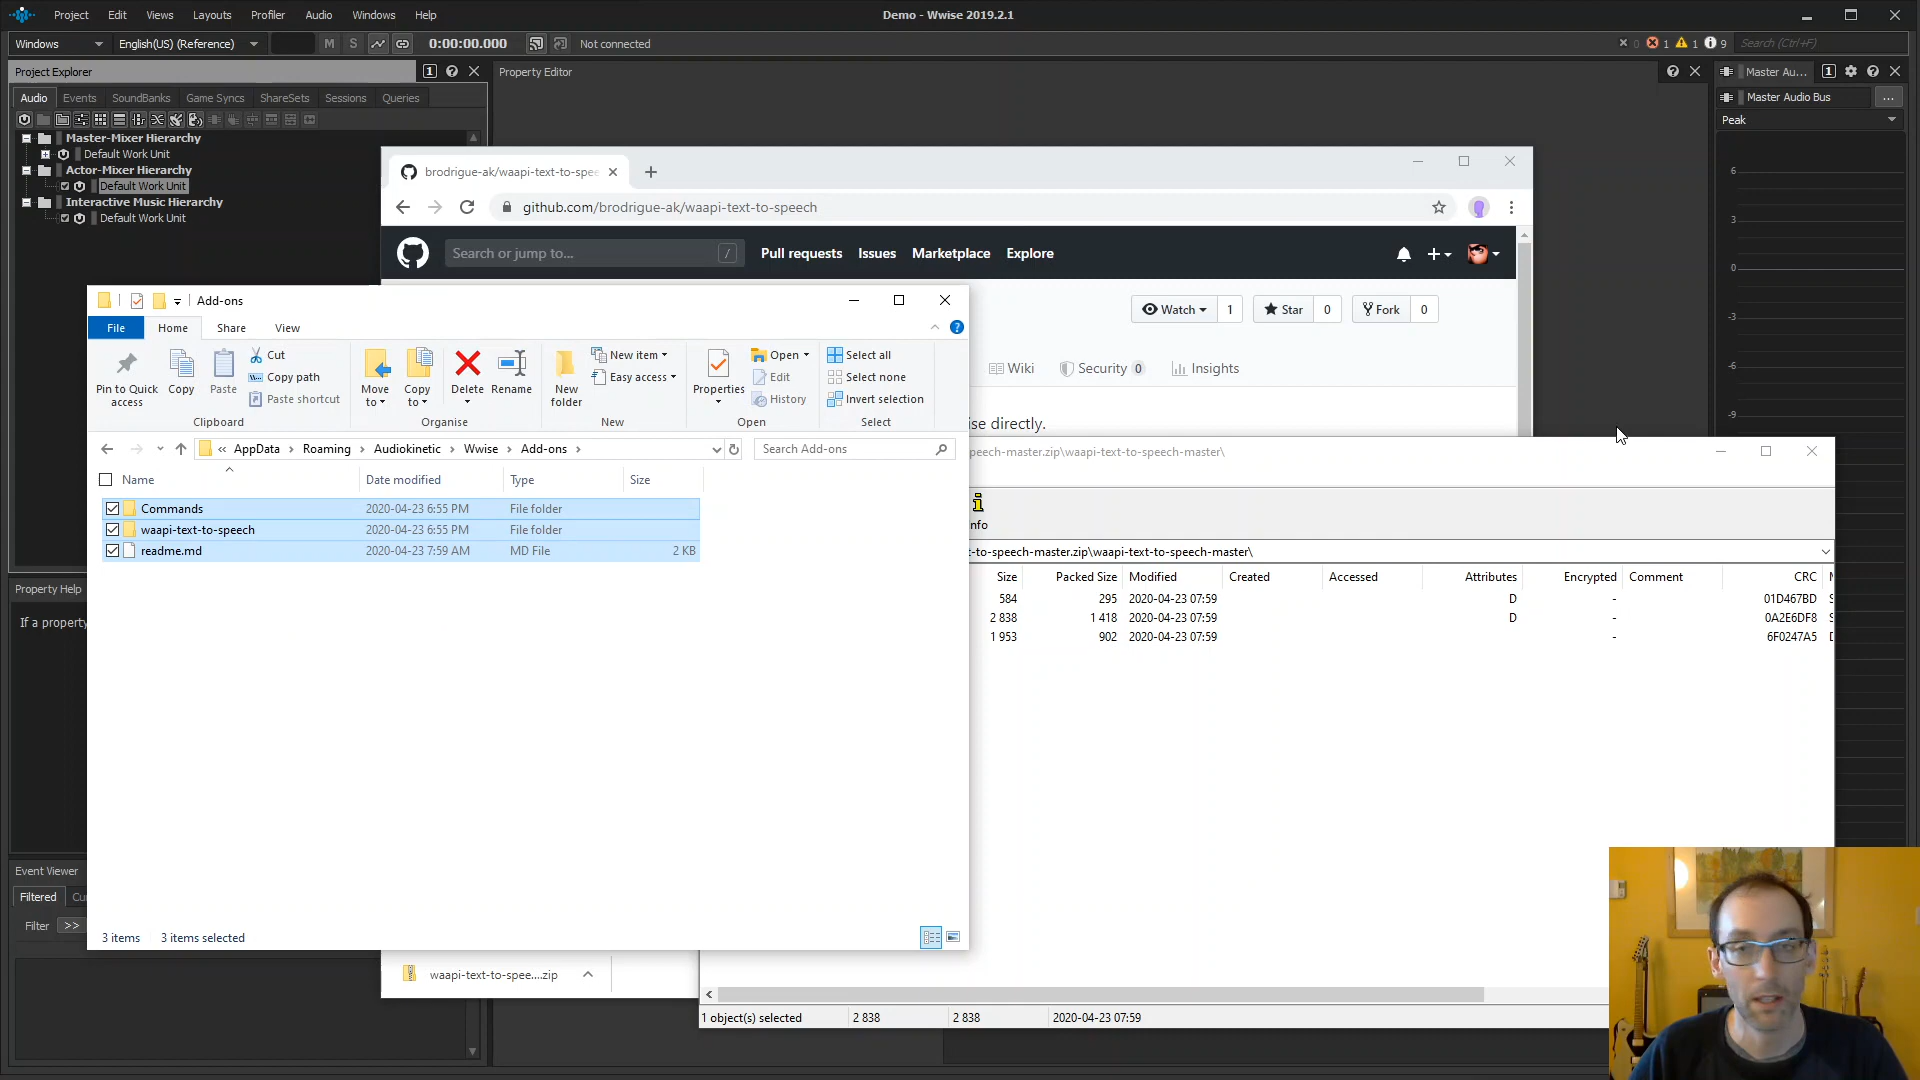 Project Edit Views Layouts Profiler Audio Windows Help
Demo - Wwise 2019.2.1
Windows English(US) (Reference) M S 0:00:00.000 Not connected
0 1 1 9 Search (Ctrl+F)
Project Explorer 1
Property Editor
Master Au... 1
Audio Events SoundBanks Game Syncs ShareSets Sessions Queries
Master Audio Bus ...
Peak
Master-Mixer Hierarchy
Default Work Unit
Actor-Mixer Hierarchy
Default Work Unit
Interactive Music Hierarchy
Default Work Unit
6
3
0
-3
-6
-9
brodrigue-ak/waapi-text-to-spee
github.com/brodrigue-ak/waapi-text-to-speech
Search or jump to... /
Pull requests Issues Marketplace Explore
Watch 1 Star 0 Fork 0
Wiki Security 0 Insights
ise directly.
Add-ons
File Home Share View
Pin to Quick access
Copy
Paste
Cut
Copy path
Paste shortcut
Clipboard
Move to
Copy to
Delete
Rename
Organise
New folder
New item
Easy access
New
Properties
Open
Edit
History
Open
Select all
Select none
Invert selection
Select
« AppData Roaming Audiokinetic Wwise Add-ons
Search Add-ons
Name Date modified Type Size
Commands 2020-04-23 6:55 PM File folder
waapi-text-to-speech 2020-04-23 6:55 PM File folder
readme.md 2020-04-23 7:59 AM MD File 2 KB
3 items 3 items selected
peech-master.zip\waapi-text-to-speech-master\
nfo
t-to-speech-master.zip\waapi-text-to-speech-master\
Size Packed Size Modified Created Accessed Attributes Encrypted Comment CRC
584 295 2020-04-23 07:59 D - 01D467BD
2 838 1 418 2020-04-23 07:59 D - 0A2E6DF8
1 953 902 2020-04-23 07:59 - 6F0247A5
1 object(s) selected 2 838 2 838 2020-04-23 07:59
Property Help
If a property
Event Viewer
Filtered Cu
Filter >>
waapi-text-to-spee....zip